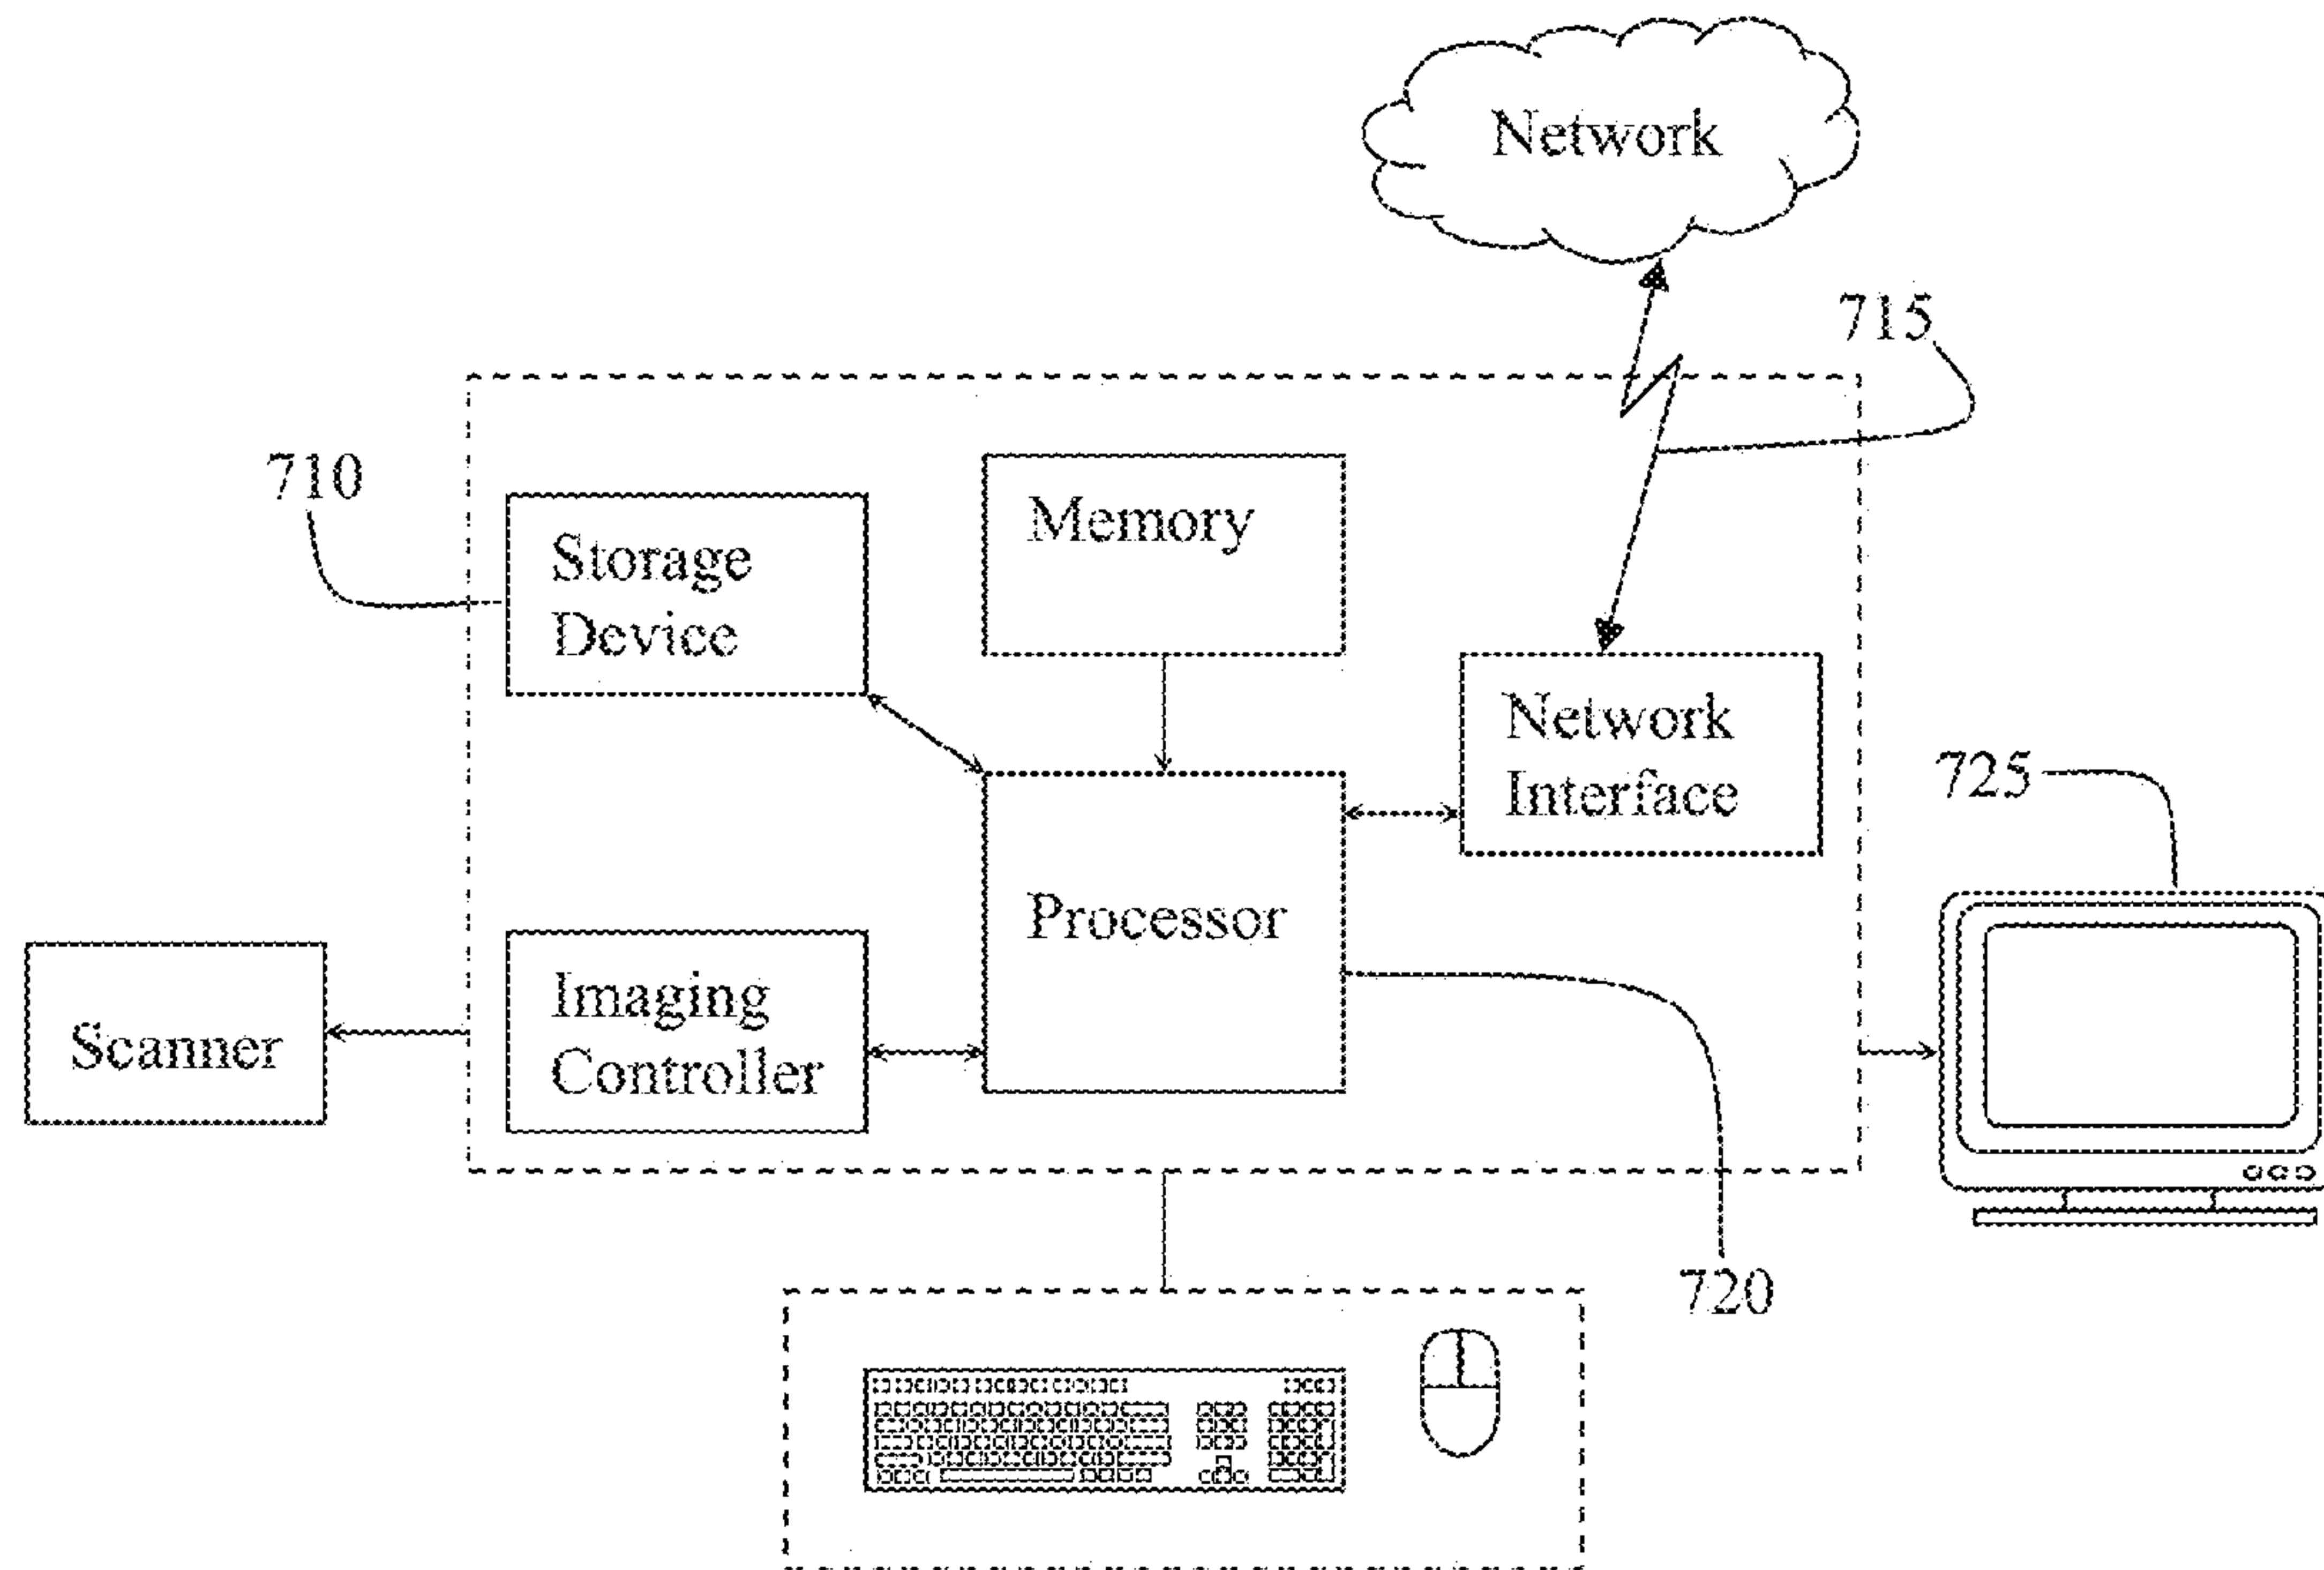 Network
715
710
Memory
Storage
Device
Network
Interface
725
Processor
Imaging
Controller
Scanner
720